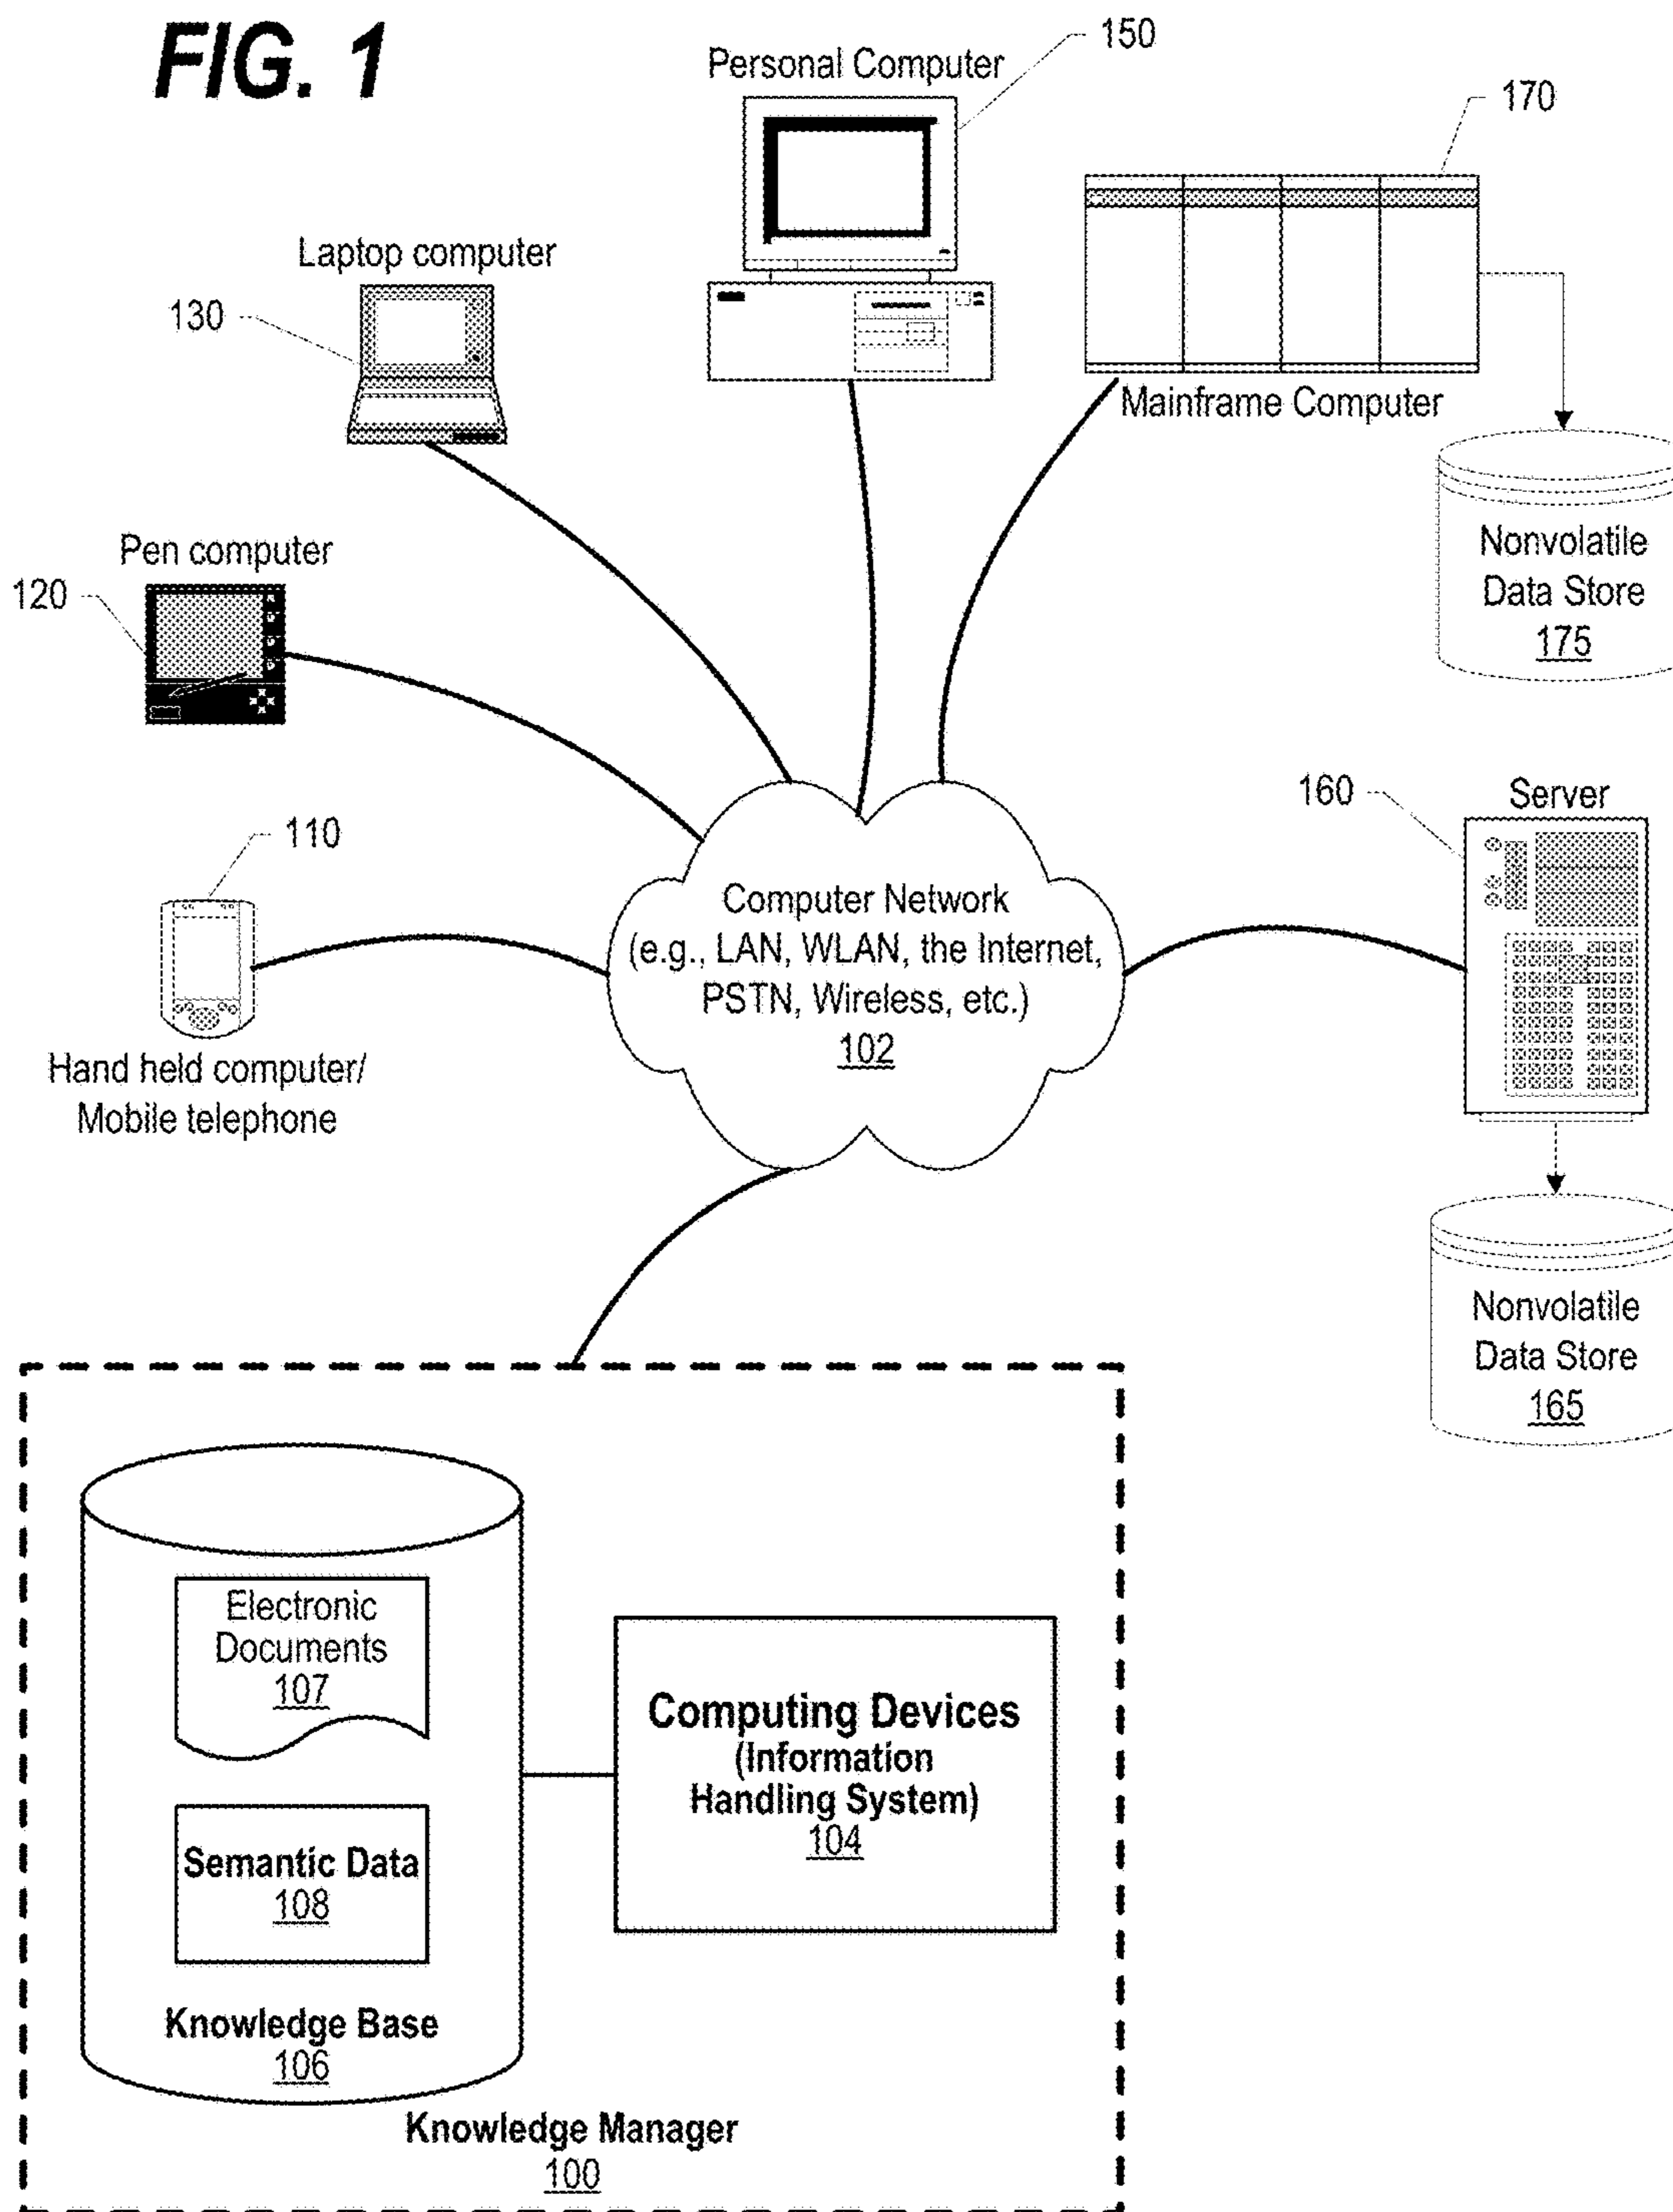 FIG. 1
Personal Computer
150
170
Laptop computer
130
Mainframe Computer
Nonvolatile
Data Store
175
Pen computer
120
160
Server
110
Computer Network
(e.g., LAN, WLAN, the Internet,
PSTN, Wireless, etc.)
102
Hand held computer/
Mobile telephone
Nonvolatile
Data Store
165
Electronic
Documents
107
Semantic Data
108
Knowledge Base
106
Computing Devices
(Information
Handling System)
104
Knowledge Manager
100